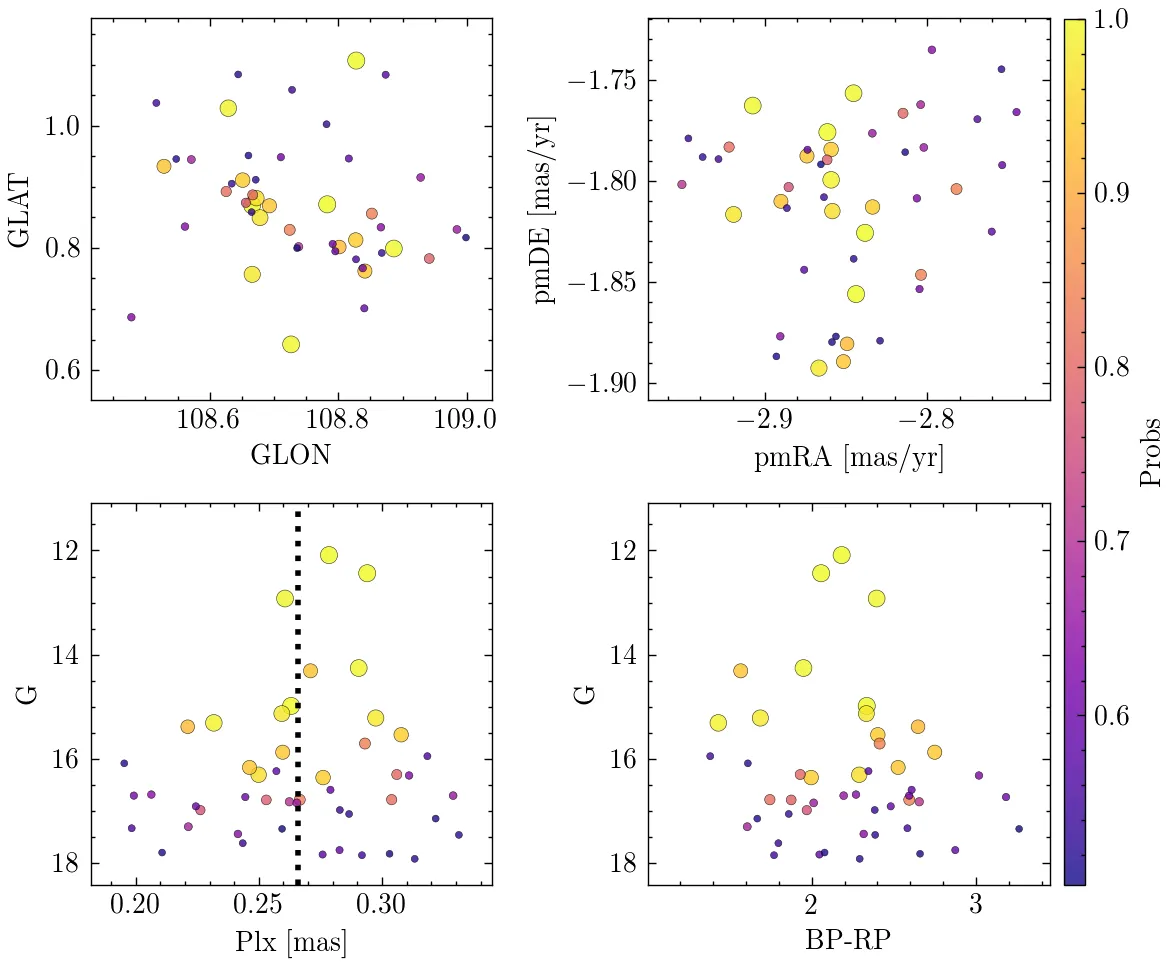 1.0
0.8
0.6
GLAT
108.6 108.8 109.0
GLON
−1.75
−1.80
−1.85
−1.90
pmDE [mas/yr]
−2.9 −2.8
pmRA [mas/yr]
12
14
16
18
G
0.20 0.25 0.30
Plx [mas]
12
14
16
18
G
2 3
BP-RP
1.0
0.9
0.8
0.7
0.6
Probs